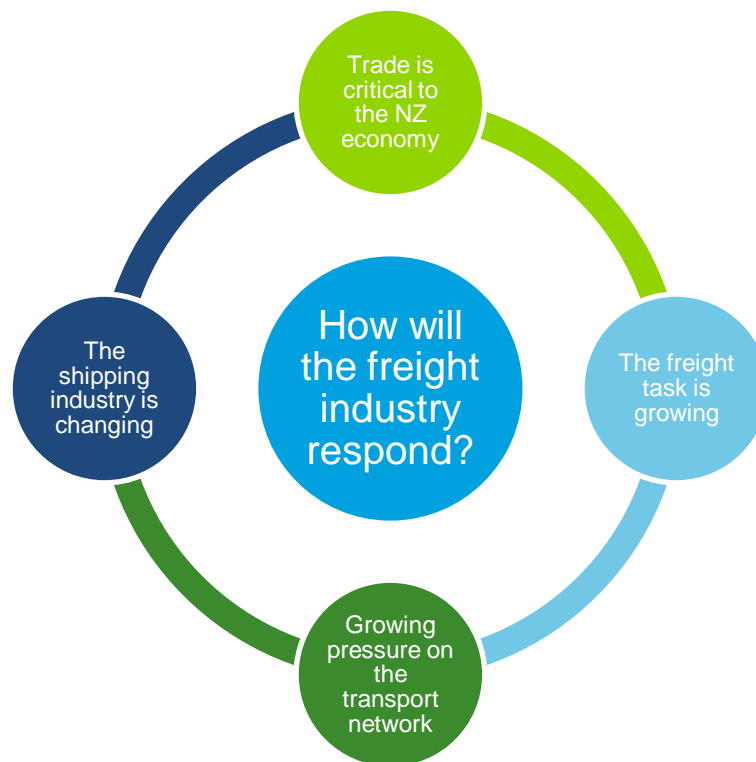 Trade is
critical to
the NZ
economy
How will
the freight
industry
respond?
The
shipping
industry is
changing
The freight
task is
growing
Growing
pressure on
the
transport
network